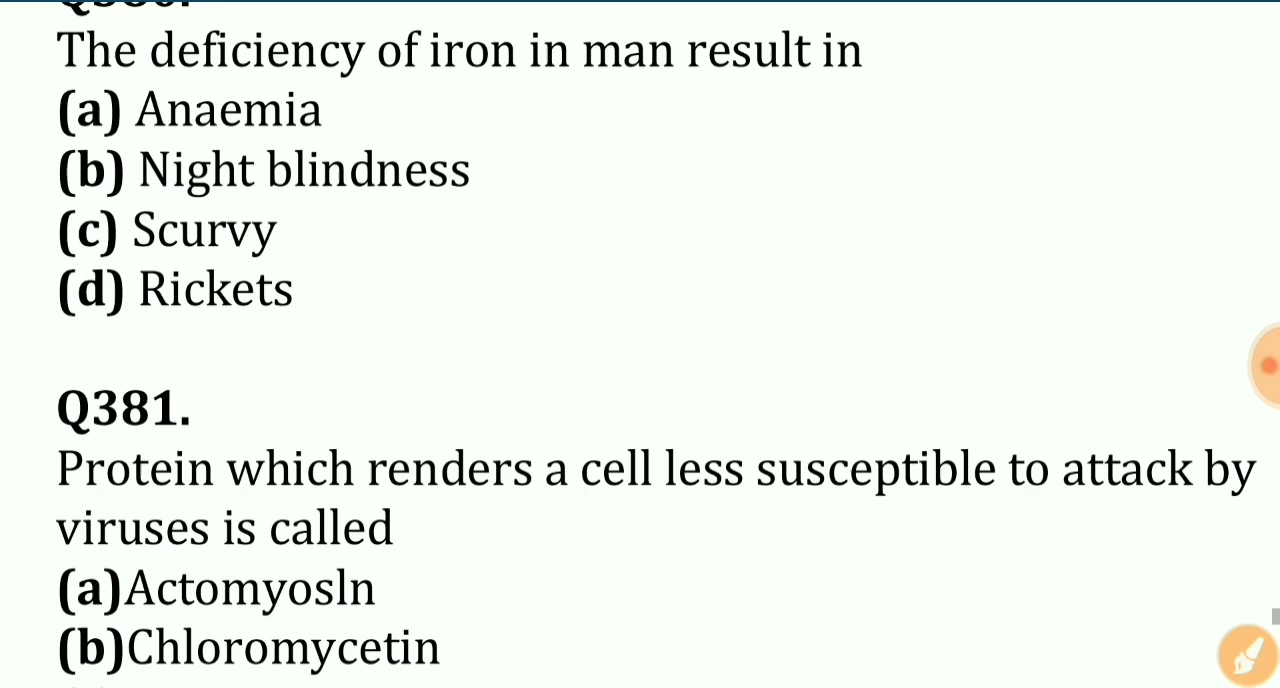 The deficiency of iron in man result in
(a) Anaemia
(b) Night blindness
(c) Scurvy
(d) Rickets
Q381.
Protein which renders a cell less susceptible to attack by
viruses is called
(a)Actomyosln
(b)Chloromycetin